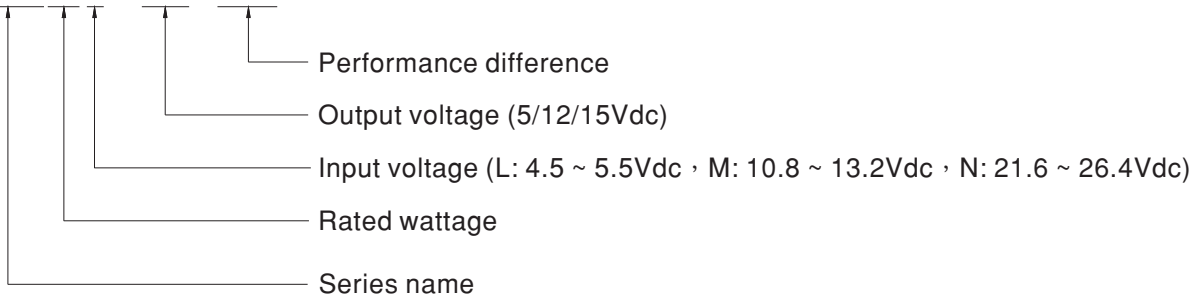 Performance difference
Output voltage (5/12/15Vdc)
Input voltage (L: 4.5 ~ 5.5Vdc，M: 10.8 ~ 13.2Vdc，N: 21.6 ~ 26.4Vdc)
Rated wattage
Series name